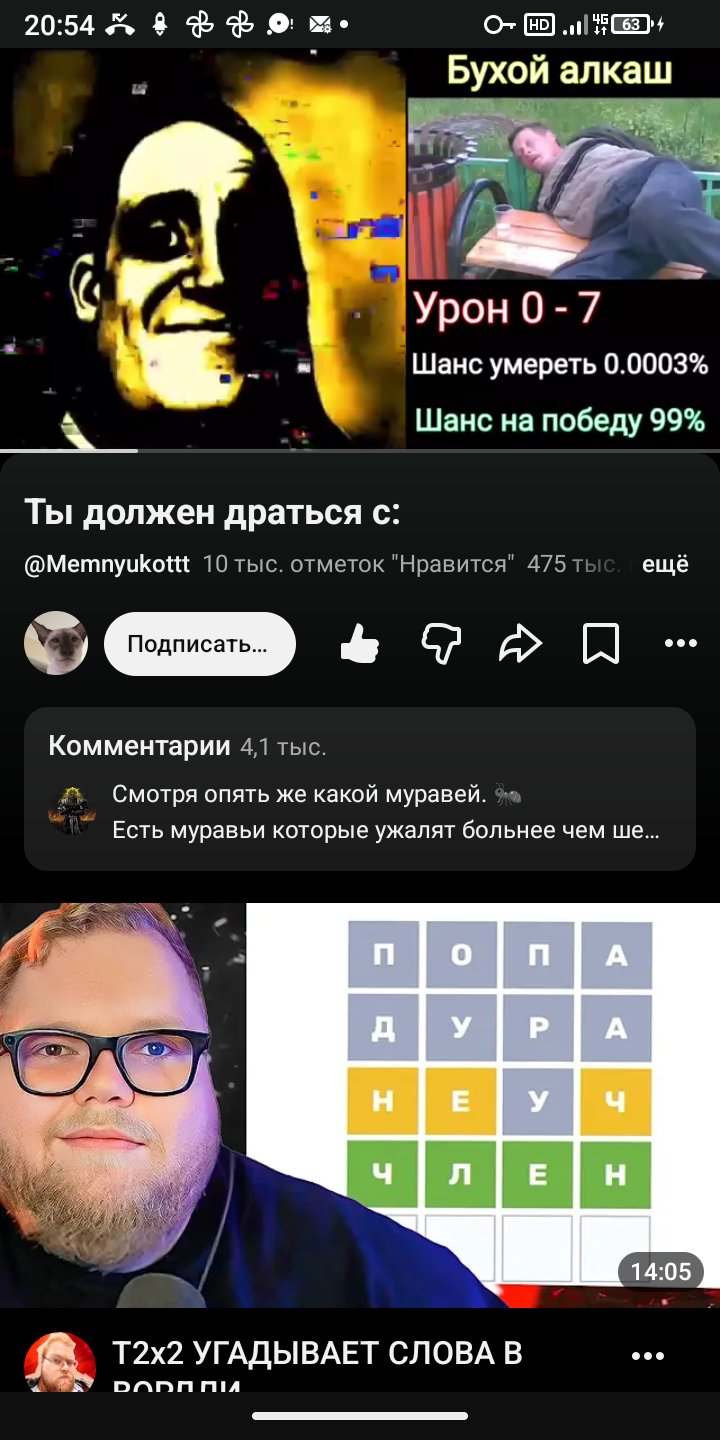 20:54 HD 4G 63
Бухой алкаш
Урон 0 - 7
Шанс умереть 0.0003%
Шанс на победу 99%
Ты должен драться с:
@Memnyukottt 10 тыс. отметок "Нравится" 475 тыс. ещё
Подписать...
Комментарии 4,1 тыс.
Смотря опять же какой муравей. 🐜
Есть муравьи которые ужалят больнее чем ше...
П О П А
Д У Р А
Н Е У Ч
Ч Л Е Н
14:05
T2x2 УГАДЫВАЕТ СЛОВА В
ВОРДЛИ